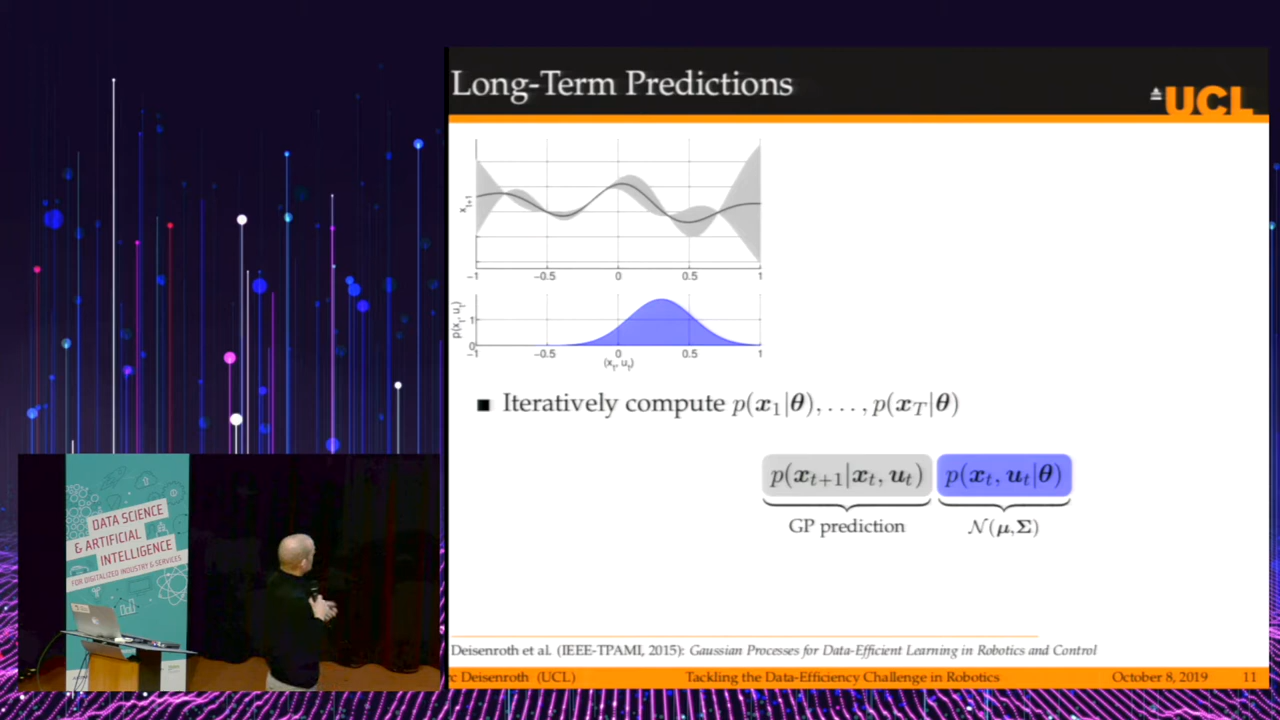 Long-Term Predictions
UCL
x_{t+1}
−1 −0.5 0 0.5 1
p(x_t, u_t)
1
0
−1 −0.5 0 0.5 1
(x_t, u_t)
■ Iteratively compute p(x_1|θ), . . . , p(x_T|θ)
p(x_{t+1}|x_t, u_t) p(x_t, u_t|θ)
GP prediction N(μ,Σ)
DATA SCIENCE
& ARTIFICIAL
INTELLIGENCE
FOR DIGITALIZED INDUSTRY & SERVICES
Deisenroth et al. (IEEE-TPAMI, 2015): Gaussian Processes for Data-Efficient Learning in Robotics and Control
rc Deisenroth (UCL) Tackling the Data-Efficiency Challenge in Robotics October 8, 2019 11